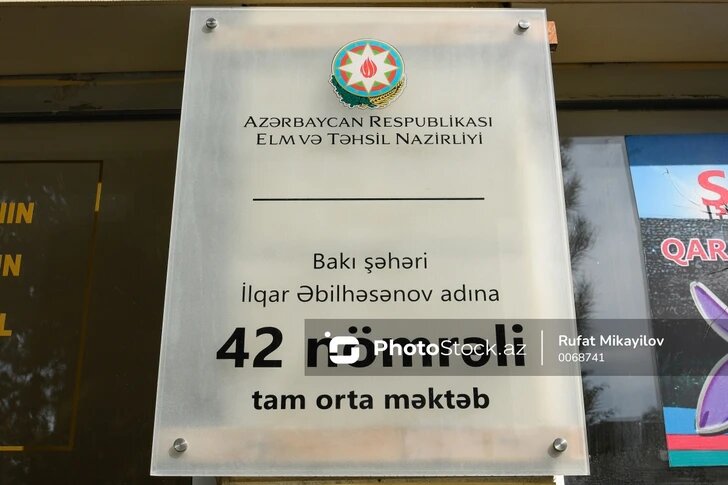 AZƏRBAYCAN RESPUBLİKASI
ELM VƏ TƏHSİL NAZİRLİYİ
Bakı şəhəri
İlqar Əbilhəsənov adına
42 nömrəli
tam orta məktəb
PhotoStock.az
Rufat Mikayilov
0068741
QAR